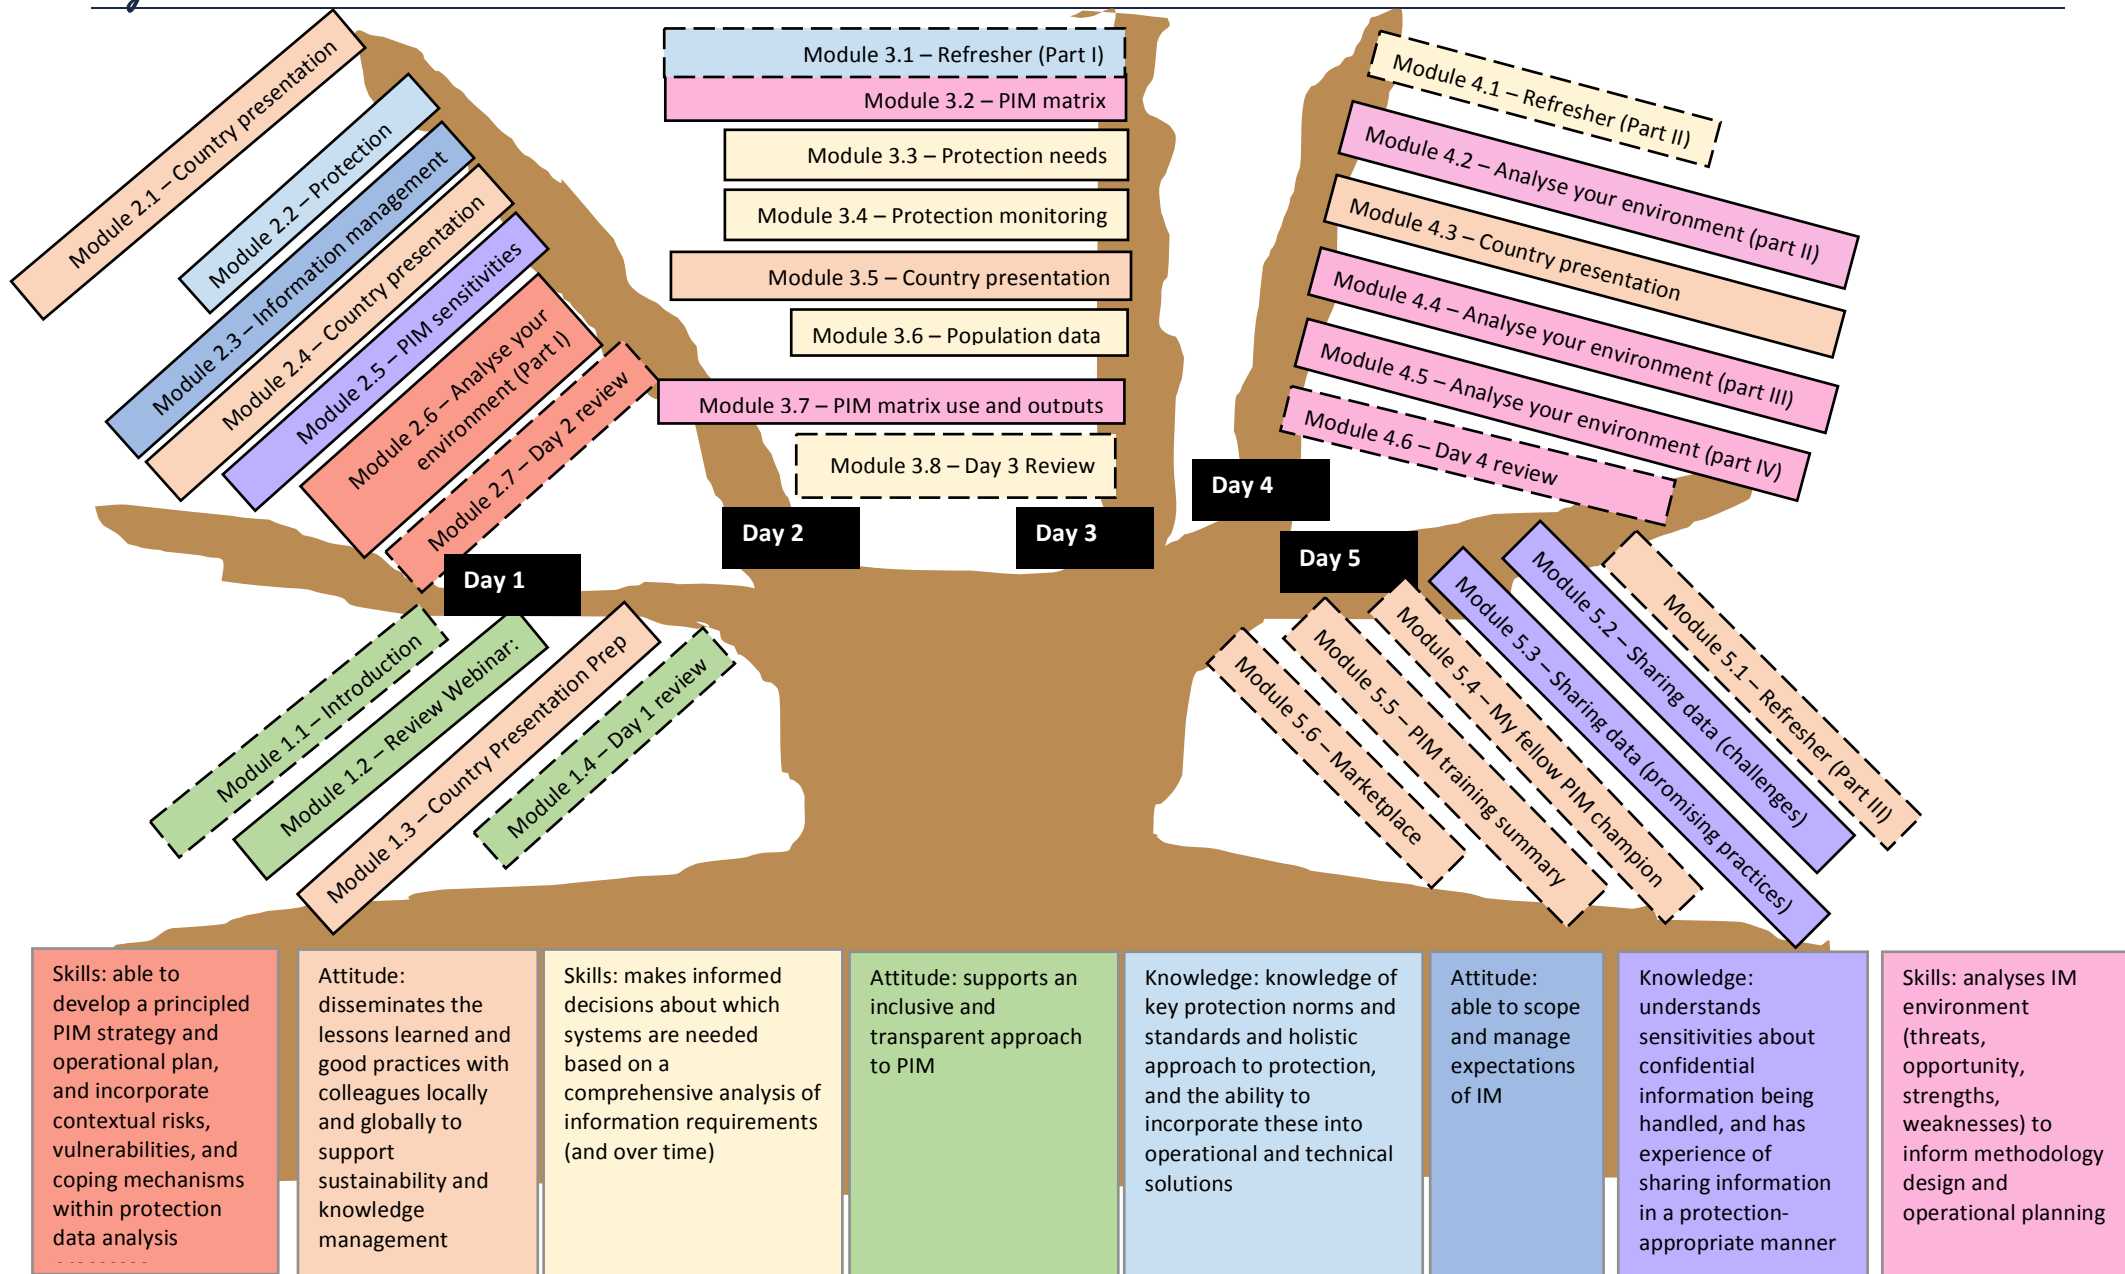 Module 2.1 – Country presentation
Module 2.2 – Protection
Module 2.3 – Information management
Module 2.4 – Country presentation
Module 2.5 – PIM sensitivities
Module 2.6 – Analyse your
environment (Part I)
Module 2.7 – Day 2 review
Module 3.1 – Refresher (Part I)
Module 3.2 – PIM matrix
Module 3.3 – Protection needs
Module 3.4 – Protection monitoring
Module 3.5 – Country presentation
Module 3.6 – Population data
Module 3.7 – PIM matrix use and outputs
Module 3.8 – Day 3 Review
Module 4.1 – Refresher (Part II)
Module 4.2 – Analyse your environment (part II)
Module 4.3 – Country presentation
Module 4.4 – Analyse your environment (part III)
Module 4.5 – Analyse your environment (part IV)
Module 4.6 – Day 4 review
Day 1
Day 2
Day 3
Day 4
Day 5
Module 1.1 – Introduction
Module 1.2 – Review Webinar:
Module 1.3 – Country Presentation Prep
Module 1.4 – Day 1 review
Module 5.6 – Marketplace
Module 5.5 – PIM training summary
Module 5.4 – My fellow PIM champion
Module 5.3 – Sharing data (promising practices)
Module 5.2 – Sharing data (challenges)
Module 5.1 – Refresher (Part III)
Skills: able to
develop a principled
PIM strategy and
operational plan,
and incorporate
contextual risks,
vulnerabilities, and
coping mechanisms
within protection
data analysis
Attitude:
disseminates the
lessons learned and
good practices with
colleagues locally
and globally to
support
sustainability and
knowledge
management
Skills: makes informed
decisions about which
systems are needed
based on a
comprehensive analysis of
information requirements
(and over time)
Attitude: supports an
inclusive and
transparent approach
to PIM
Knowledge: knowledge of
key protection norms and
standards and holistic
approach to protection,
and the ability to
incorporate these into
operational and technical
solutions
Attitude:
able to scope
and manage
expectations
of IM
Knowledge:
understands
sensitivities about
confidential
information being
handled, and has
experience of
sharing information
in a protection-
appropriate manner
Skills: analyses IM
environment
(threats,
opportunity,
strengths,
weaknesses) to
inform methodology
design and
operational planning